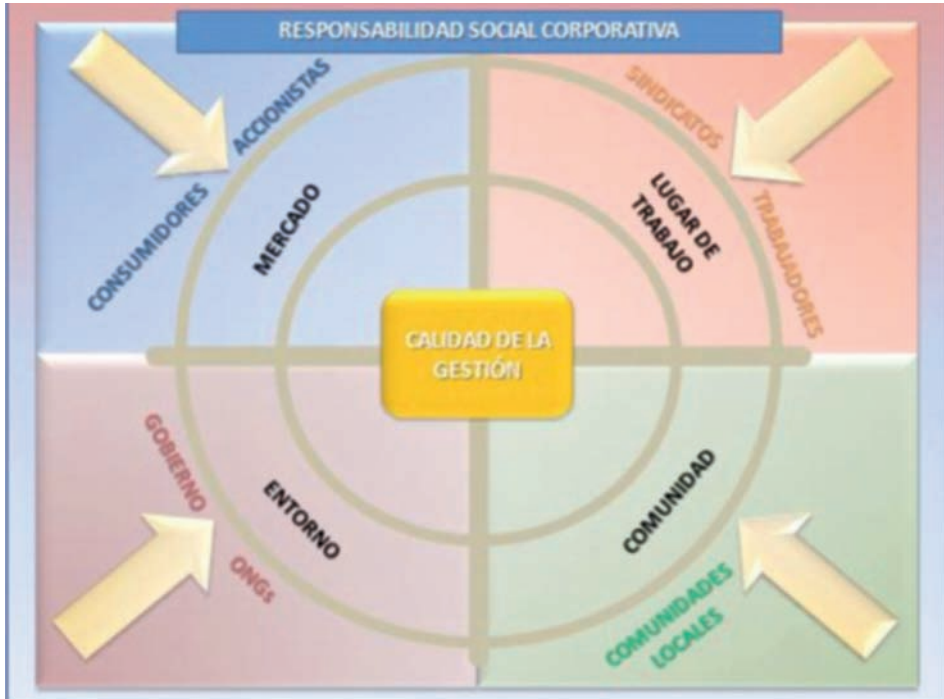 RESPONSABILIDAD SOCIAL CORPORATIVA
ACCIONISTAS
CONSUMIDORES
MERCADO
SINDICATOS
TRABAJADORES
LUGAR DE
TRABAJO
CALIDAD DE LA
GESTIÓN
GOBIERNO
ONGs
ENTORNO
COMUNIDAD
COMUNIDADES
LOCALES